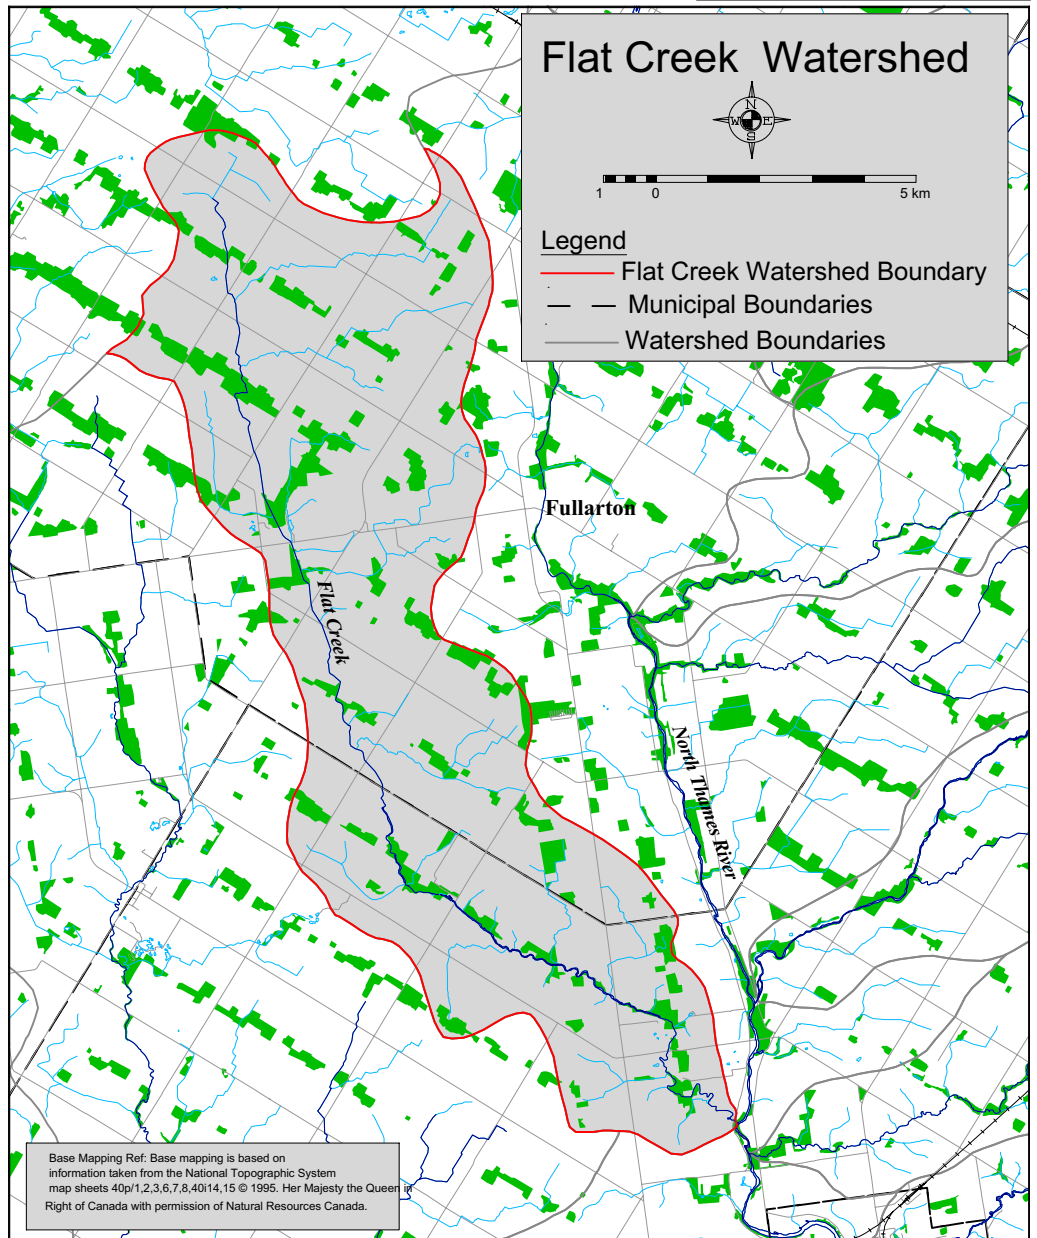 Flat Creek Watershed
N
W E
S
1 0 5 km
Legend
Flat Creek Watershed Boundary
Municipal Boundaries
Watershed Boundaries
Fullarton
Flat Creek
North Thames River
Base Mapping Ref: Base mapping is based on
information taken from the National Topographic System
map sheets 40p/1,2,3,6,7,8,40i14,15 © 1995. Her Majesty the Queen in
Right of Canada with permission of Natural Resources Canada.